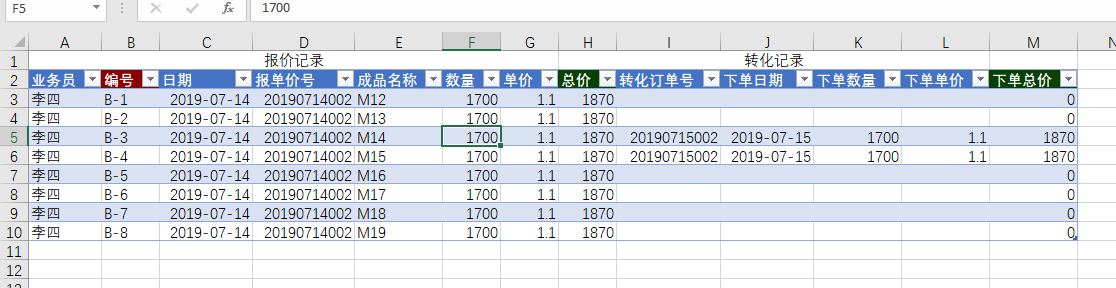 F5 fx 1700
A B C D E F G H I J K L M N
1 报价记录 转化记录
2 业务员 编号 日期 报单价号 成品名称 数量 单价 总价 转化订单号 下单日期 下单数量 下单单价 下单总价
3 李四 B-1 2019-07-14 20190714002 M12 1700 1.1 1870 0
4 李四 B-2 2019-07-14 20190714002 M13 1700 1.1 1870 0
5 李四 B-3 2019-07-14 20190714002 M14 1700 1.1 1870 20190715002 2019-07-15 1700 1.1 1870
6 李四 B-4 2019-07-14 20190714002 M15 1700 1.1 1870 20190715002 2019-07-15 1700 1.1 1870
7 李四 B-5 2019-07-14 20190714002 M16 1700 1.1 1870 0
8 李四 B-6 2019-07-14 20190714002 M17 1700 1.1 1870 0
9 李四 B-7 2019-07-14 20190714002 M18 1700 1.1 1870 0
10 李四 B-8 2019-07-14 20190714002 M19 1700 1.1 1870 0
11
12